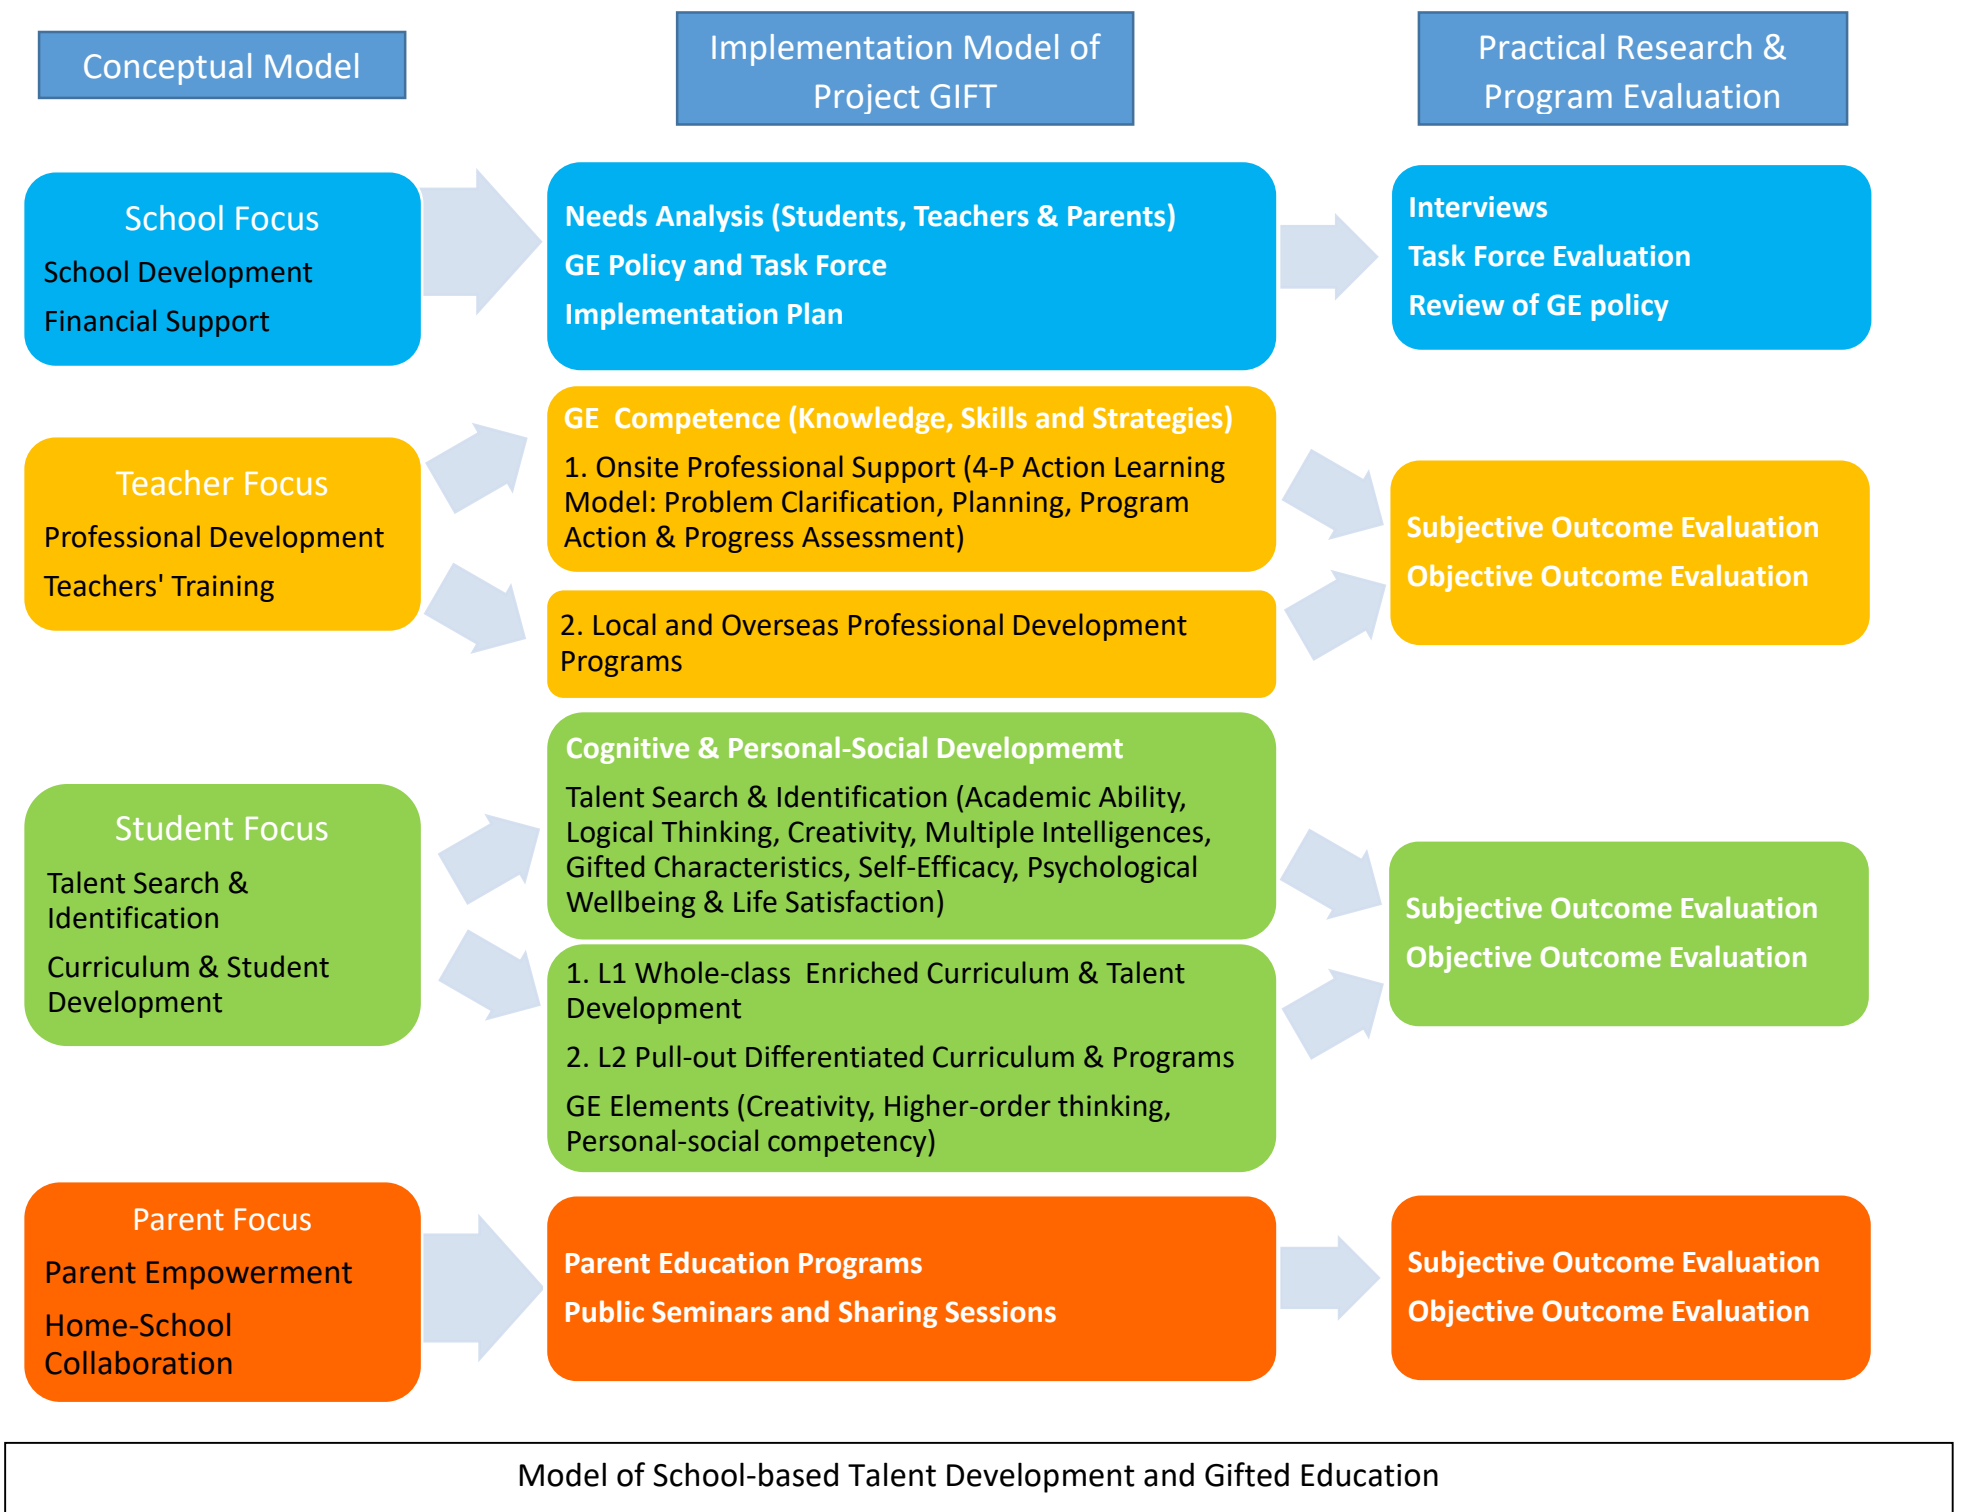 Conceptual Model
Implementation Model of
Project GIFT
Practical Research &
Program Evaluation
School Focus
School Development
Financial Support
Needs Analysis (Students, Teachers & Parents)
GE Policy and Task Force
Implementation Plan
Interviews
Task Force Evaluation
Review of GE policy
Teacher Focus
Professional Development
Teachers' Training
GE  Competence (Knowledge, Skills and Strategies)
1. Onsite Professional Support (4-P Action Learning
Model: Problem Clarification, Planning, Program
Action & Progress Assessment)
2. Local and Overseas Professional Development
Programs
Subjective Outcome Evaluation
Objective Outcome Evaluation
Student Focus
Talent Search &
Identification
Curriculum & Student
Development
Cognitive & Personal-Social Developmemt
Talent Search & Identification (Academic Ability,
Logical Thinking, Creativity, Multiple Intelligences,
Gifted Characteristics, Self-Efficacy, Psychological
Wellbeing & Life Satisfaction)
1. L1 Whole-class  Enriched Curriculum & Talent
Development
2. L2 Pull-out Differentiated Curriculum & Programs
GE Elements (Creativity, Higher-order thinking,
Personal-social competency)
Subjective Outcome Evaluation
Objective Outcome Evaluation
Parent Focus
Parent Empowerment
Home-School
Collaboration
Parent Education Programs
Public Seminars and Sharing Sessions
Subjective Outcome Evaluation
Objective Outcome Evaluation
Model of School-based Talent Development and Gifted Education